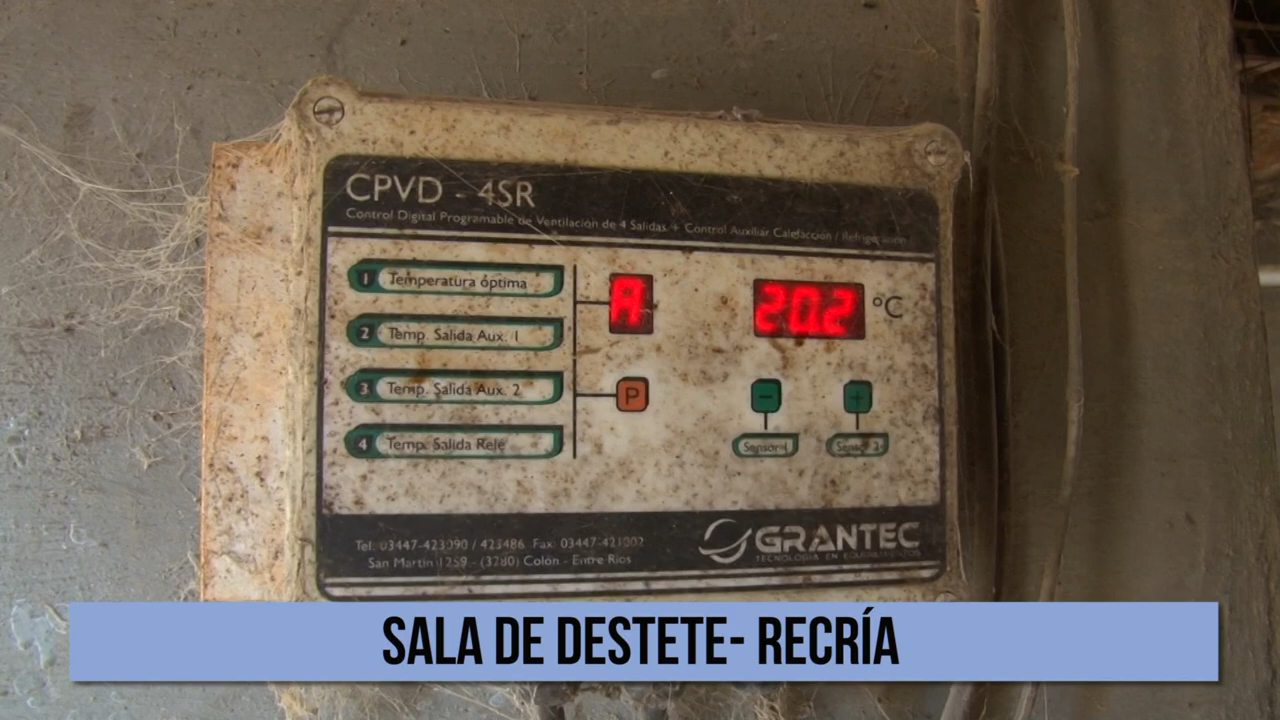 CPVD - 4SR
Control Digital Programable de Ventilación de 4 Salidas + Control Auxiliar Calefacción / Refrigeración
1 Temperatura óptima
2 Temp. Salida Aux. 1
3 Temp. Salida Aux. 2
4 Temp. Salida Relé
A
20.2 °C
P
- +
Sensor 1 Sensor 2
Tel: 03447-423090 / 423486 Fax: 03447-421002
San Martín 1259 - (3280) Colón - Entre Ríos
GRANTEC
TECNOLOGÍA EN EQUIPAMIENTOS
SALA DE DESTETE- RECRÍA